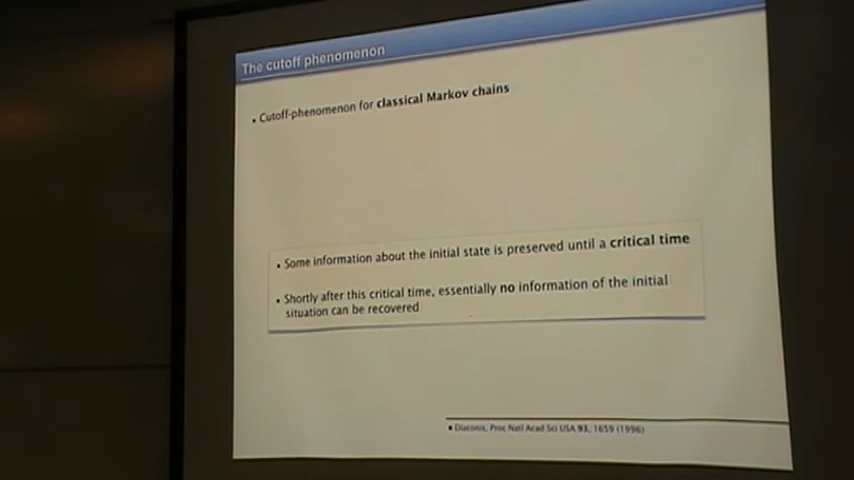 The cutoff phenomenon
• Cutoff-phenomenon for classical Markov chains
• Some information about the initial state is preserved until a critical time
• Shortly after this critical time, essentially no information of the initial
situation can be recovered
• Diaconis, Proc Natl Acad Sci USA 93, 1659 (1996)